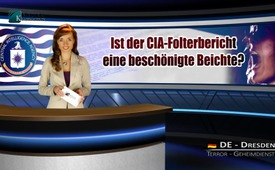 Ist der CIA-Folterbericht
eine beschönigte Beichte?
DE - Dresden
Terror - Geheimdienst